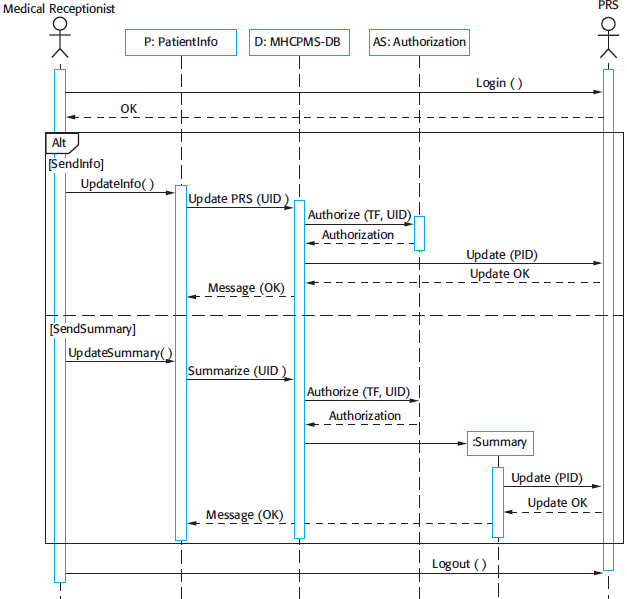 Medical Receptionist
PRS
P: PatientInfo
D: MHCPMS-DB
AS: Authorization
Login ( )
OK
Alt
[SendInfo]
UpdateInfo( )
Update PRS (UID )
Authorize (TF, UID)
Authorization
Update (PID)
Update OK
Message (OK)
[SendSummary]
UpdateSummary( )
Summarize (UID )
Authorize (TF, UID)
Authorization
:Summary
Update (PID)
Update OK
Message (OK)
Logout ( )